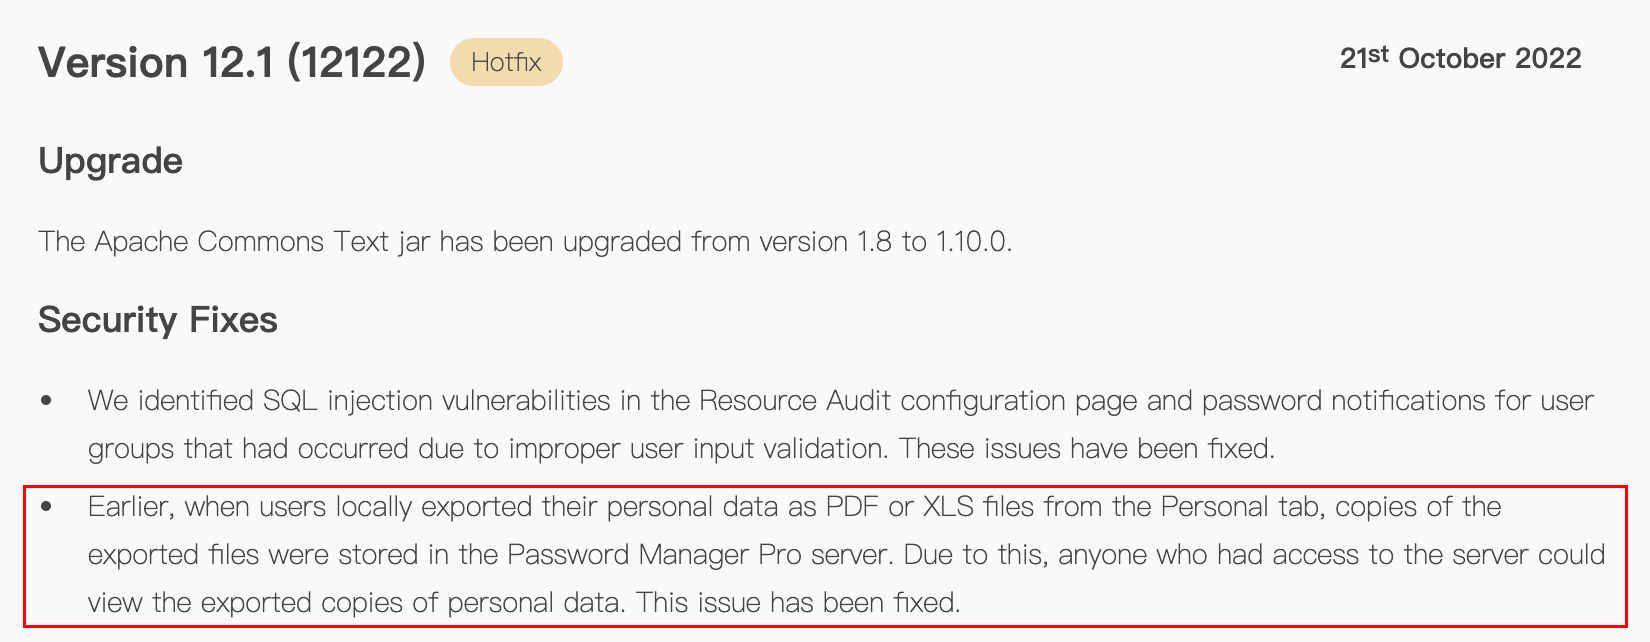 Version 12.1 (12122) Hotfix 21st October 2022
Upgrade
The Apache Commons Text jar has been upgraded from version 1.8 to 1.10.0.
Security Fixes
• We identified SQL injection vulnerabilities in the Resource Audit configuration page and password notifications for user
groups that had occurred due to improper user input validation. These issues have been fixed.
• Earlier, when users locally exported their personal data as PDF or XLS files from the Personal tab, copies of the
exported files were stored in the Password Manager Pro server. Due to this, anyone who had access to the server could
view the exported copies of personal data. This issue has been fixed.